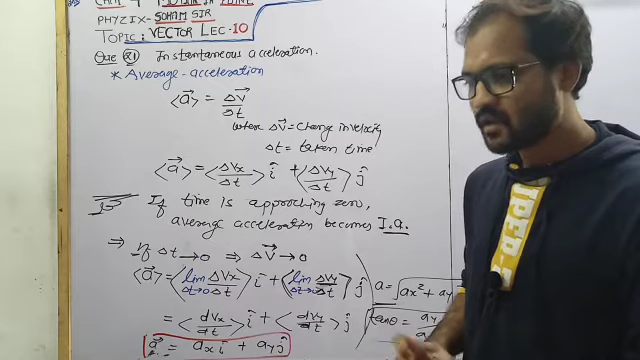 PHYZIX- SOHAM SIR
TOPIC: VECTOR LEC-10
Que 21 Instantaneous acceleration.
* Average-acceleration
<a⃗> = ΔV⃗/Δt
where ΔV⃗ = change in velocity
Δt = taken time
<a⃗> = <ΔVx/Δt> î + <ΔVy/Δt> ĵ
If time is approching zero,
average acceleration becomes I.a.
⇒ If Δt → 0 ⇒ ΔV⃗ → 0
<a⃗> = <lim Δt→0 ΔVx/Δt> î + <lim Δt→0 ΔVy/Δt> ĵ
= <dVx/dt> î + <dVy/dt> ĵ
a⃗ = ax î + ay ĵ
a = √ax² + ay
tanθ = ay/a